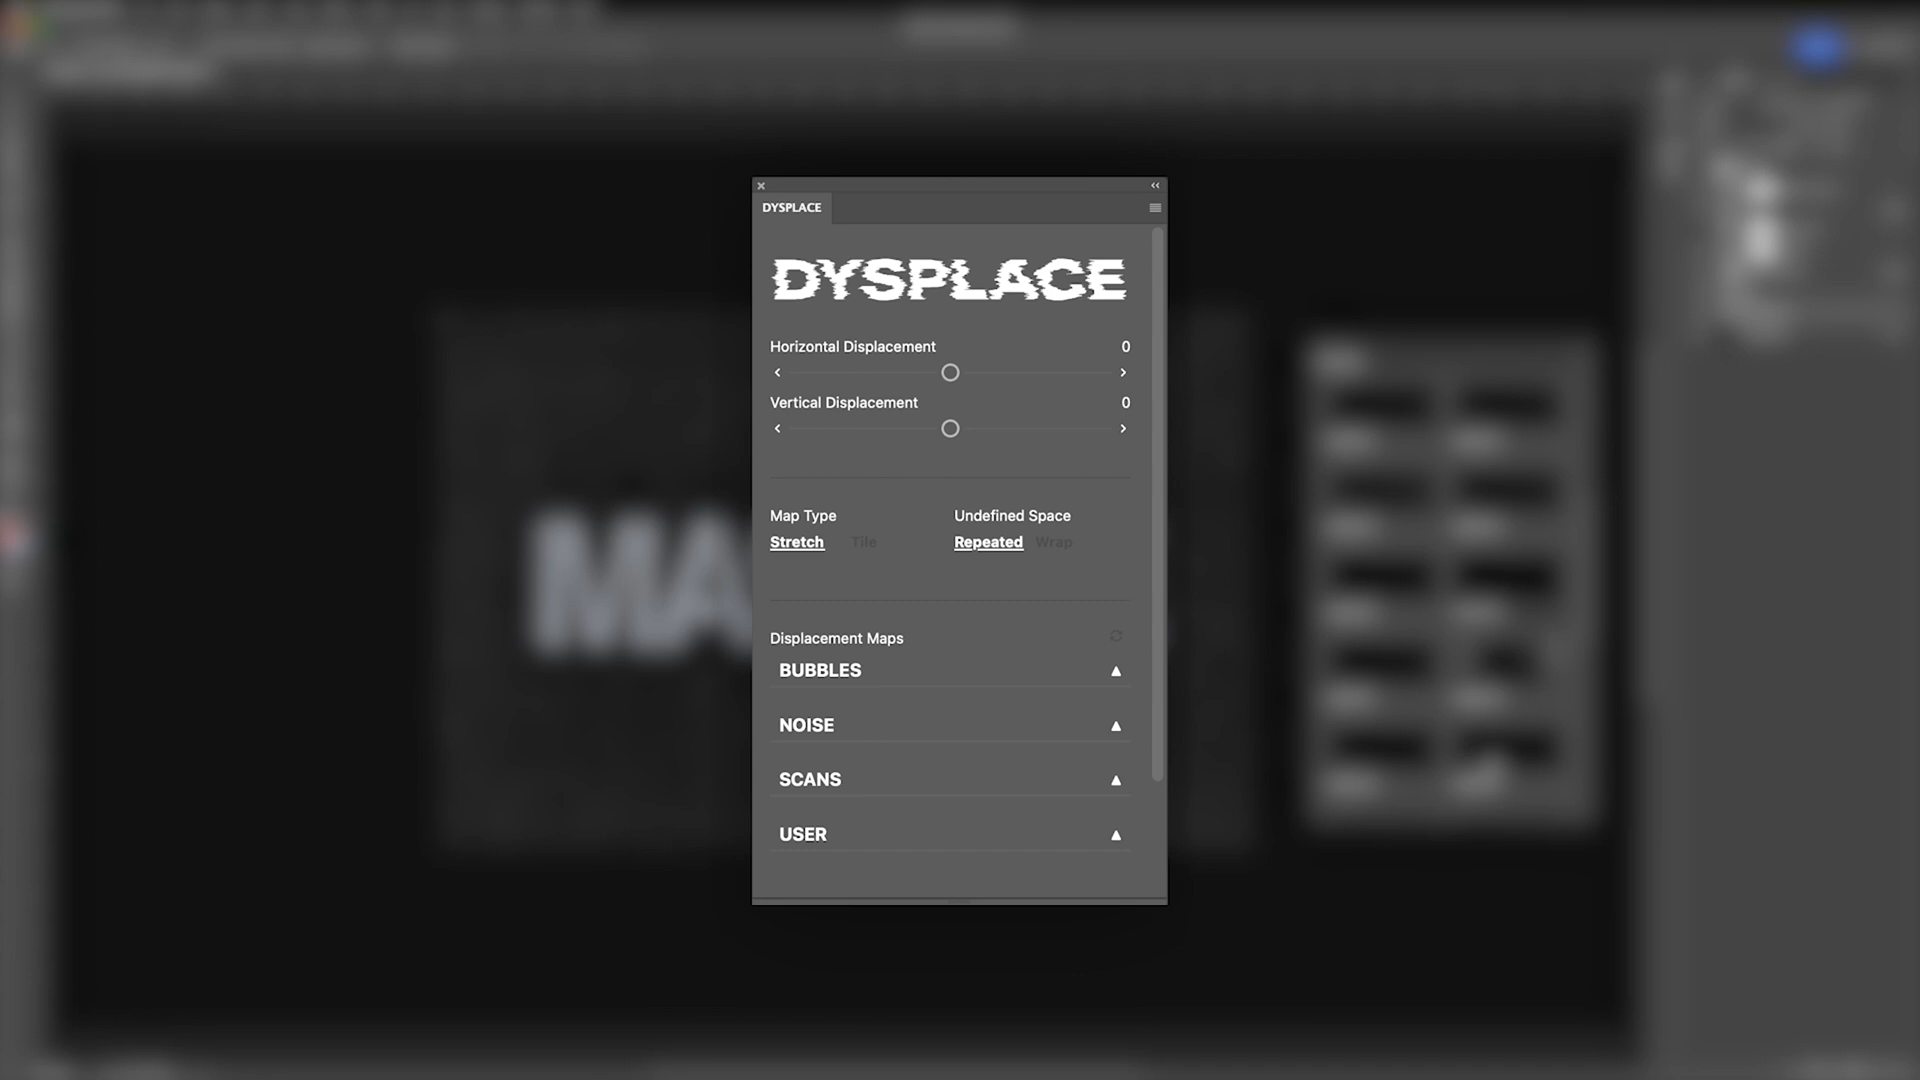 DYSPLACE
DYSPLACE
Horizontal Displacement 0
Vertical Displacement 0
Map Type Undefined Space
Stretch Tile Repeated Wrap
Displacement Maps
BUBBLES
NOISE
SCANS
USER
MA